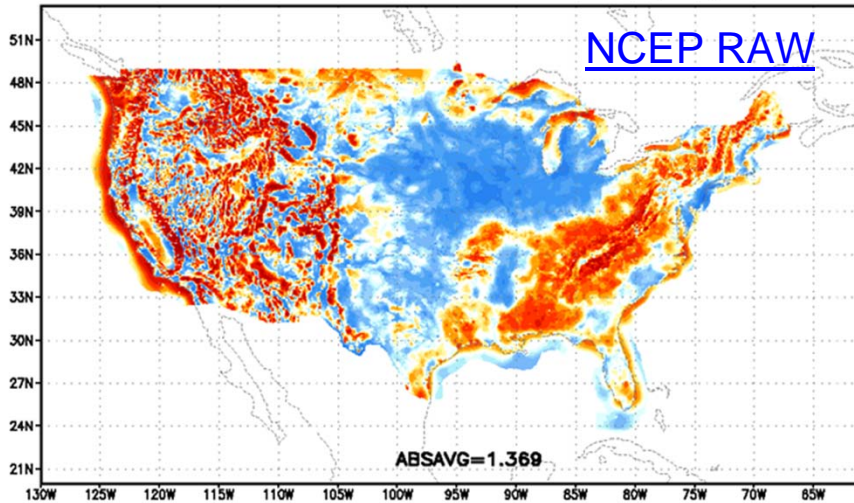 NCEP RAW
51N
48N
45N
42N
39N
36N
33N
30N
27N
24N
21N
ABSAVG=1.369
130W 125W 120W 115W 110W 105W 100W 95W 90W 85W 80W 75W 70W 65W